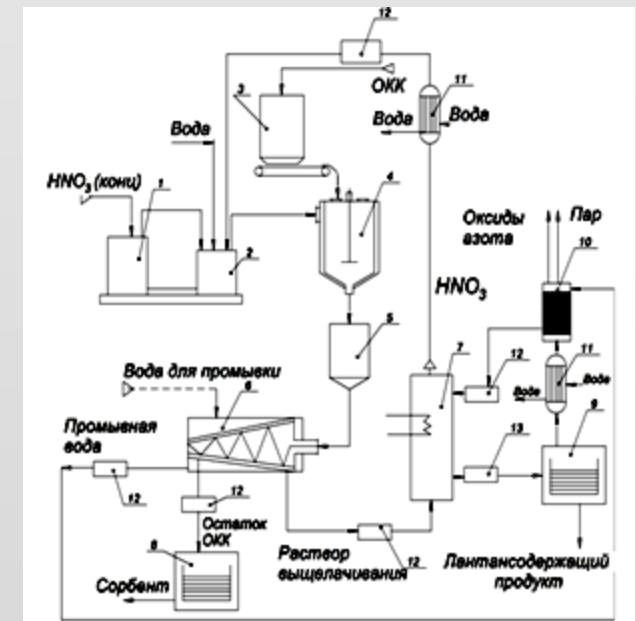 12
ОКК
3
11
Вода
Вода
Вода
HNO₃ (конц)
1
2
4
Оксиды
азота
Пар
10
HNO₃
5
7
12
11
Вода
Вода
Вода для промывки
6
9
Промывная
вода
13
12
12
Остаток
ОКК
8
Раствор
выщелачивания
12
Лантансодержащий
продукт
Сорбент